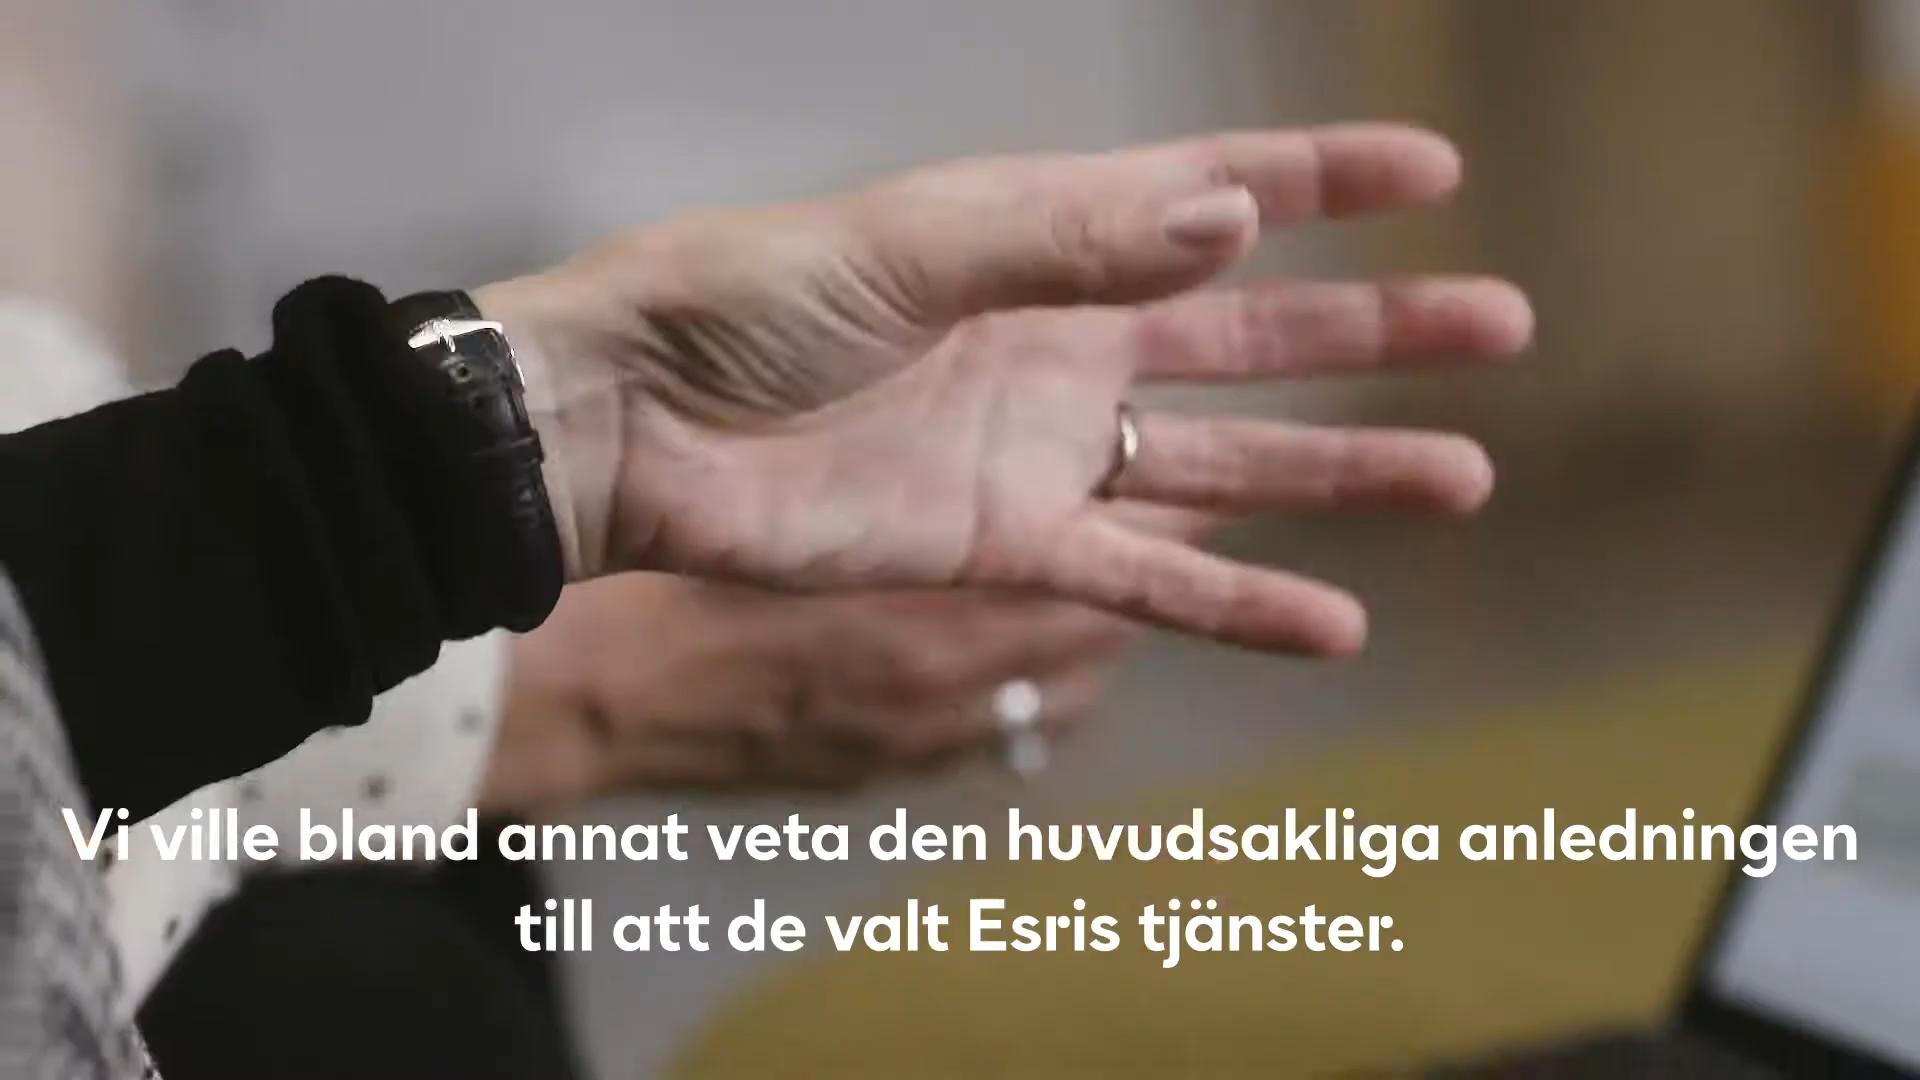 Vi ville bland annat veta den huvudsakliga anledningen
till att de valt Esris tjänster.